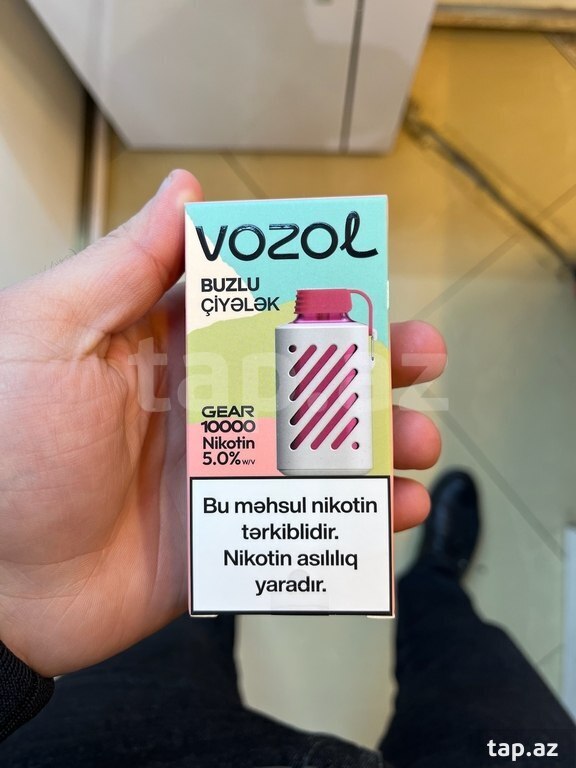 VOZOL
BUZLU
ÇİYƏLƏK
tap.az
GEAR
10000
Nikotin
5.0% w/v
Bu məhsul nikotin
tərkiblidir.
Nikotin asılılıq
yaradır.
tap.az